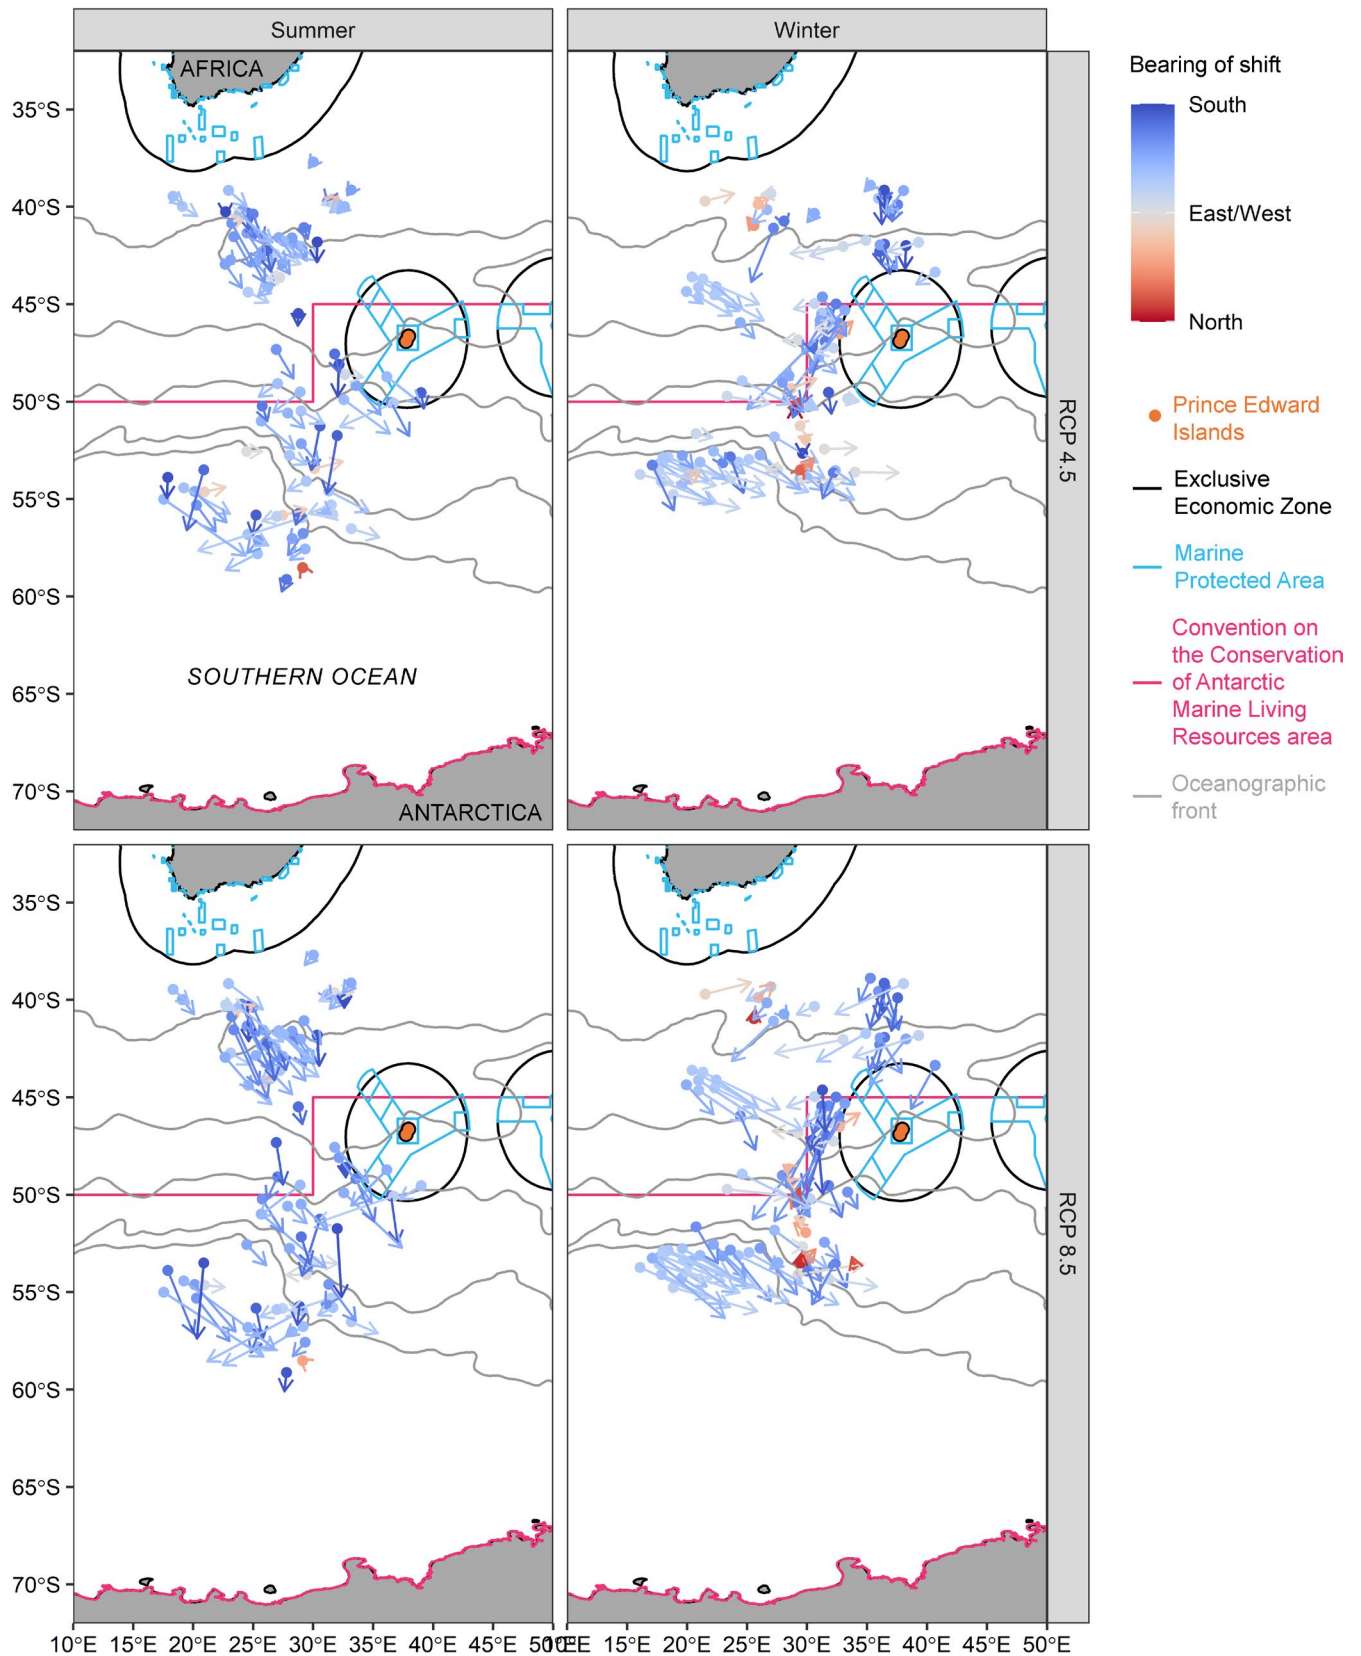 Summer
Winter
AFRICA
35°S
40°S
45°S
50°S
55°S
60°S
65°S
70°S
SOUTHERN OCEAN
ANTARCTICA
RCP 4.5
Bearing of shift
South
East/West
North
Prince Edward
Islands
Exclusive
Economic Zone
Marine
Protected Area
Convention on
the Conservation
of Antarctic
Marine Living
Resources area
Oceanographic
front
35°S
40°S
45°S
50°S
55°S
60°S
65°S
70°S
RCP 8.5
10°E 15°E 20°E 25°E 30°E 35°E 40°E 45°E 50°E
10°E 15°E 20°E 25°E 30°E 35°E 40°E 45°E 50°E